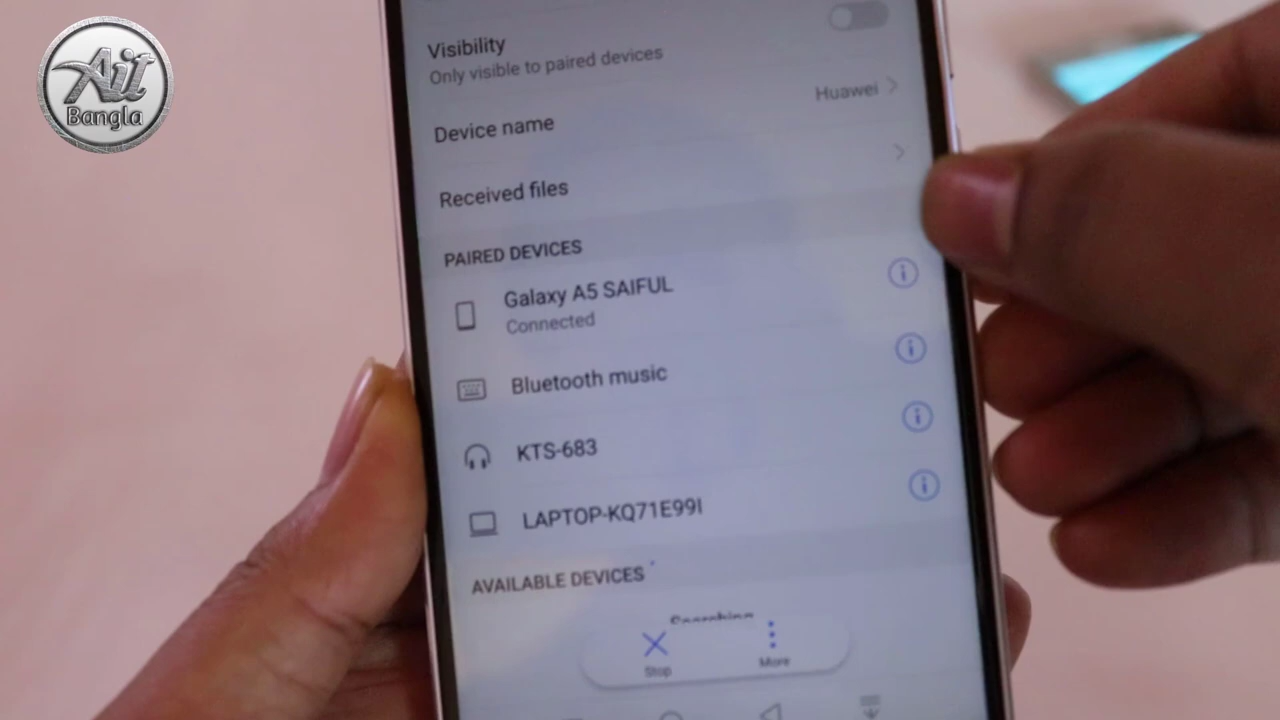 Ait
Bangla
Visibility
Only visible to paired devices
Device name
Huawei
Received files
PAIRED DEVICES
Galaxy A5 SAIFUL
Connected
Bluetooth music
KTS-683
LAPTOP-KQ71E99I
AVAILABLE DEVICES
Searching
Stop
More